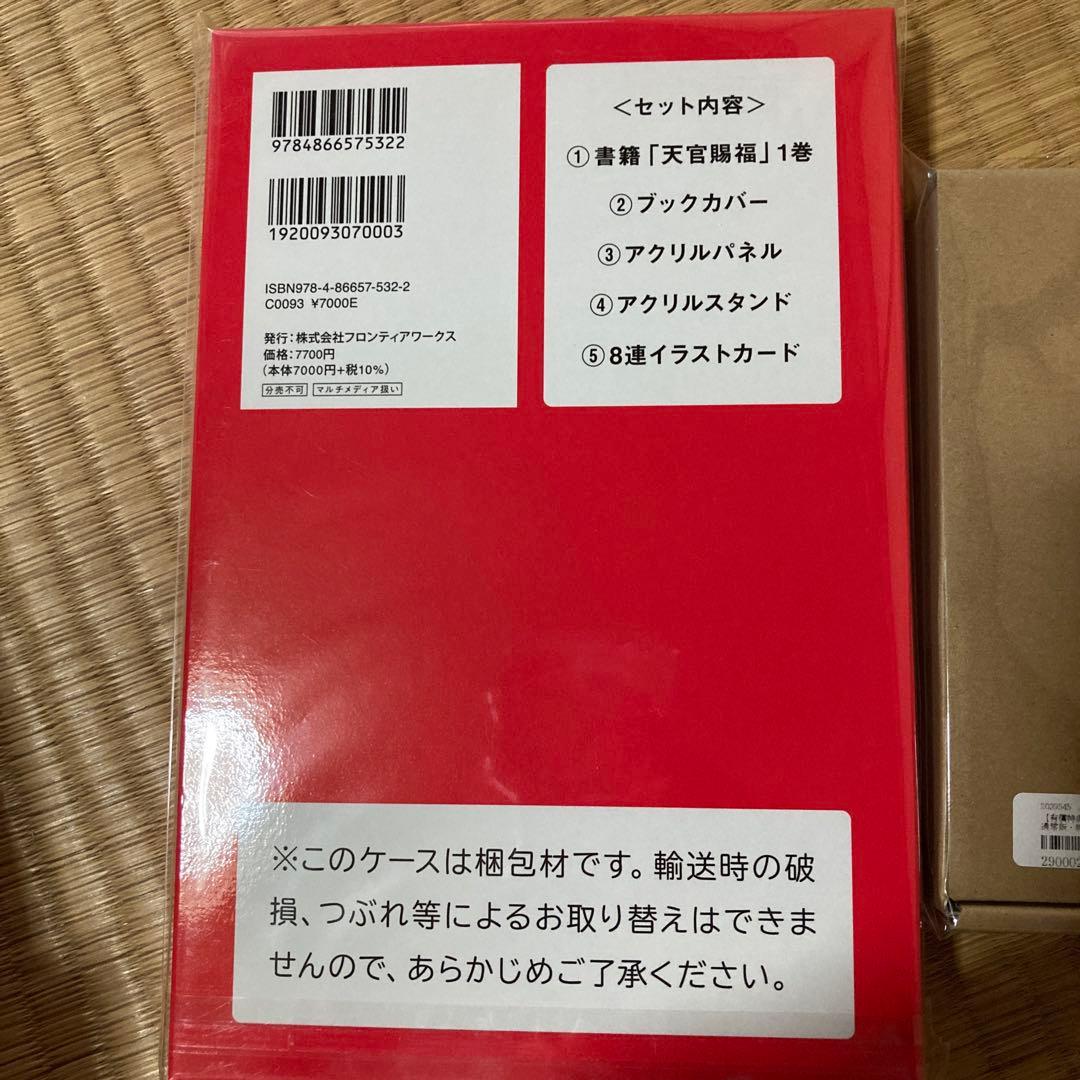 9784866575322
1920093070003
ISBN978-4-86657-532-2
C0093 ¥7000E
発行:株式会社フロンティアワークス
価格:7700円
(本体7000円+税10%)
分売不可 マルチメディア扱い
＜セット内容＞
①書籍「天官賜福」1巻
②ブックカバー
③アクリルパネル
④アクリルスタンド
⑤8連イラストカード
※このケースは梱包材です。輸送時の破
損、つぶれ等によるお取り替えはできま
せんので、あらかじめご了承ください。
【有償特
通常版・
29000